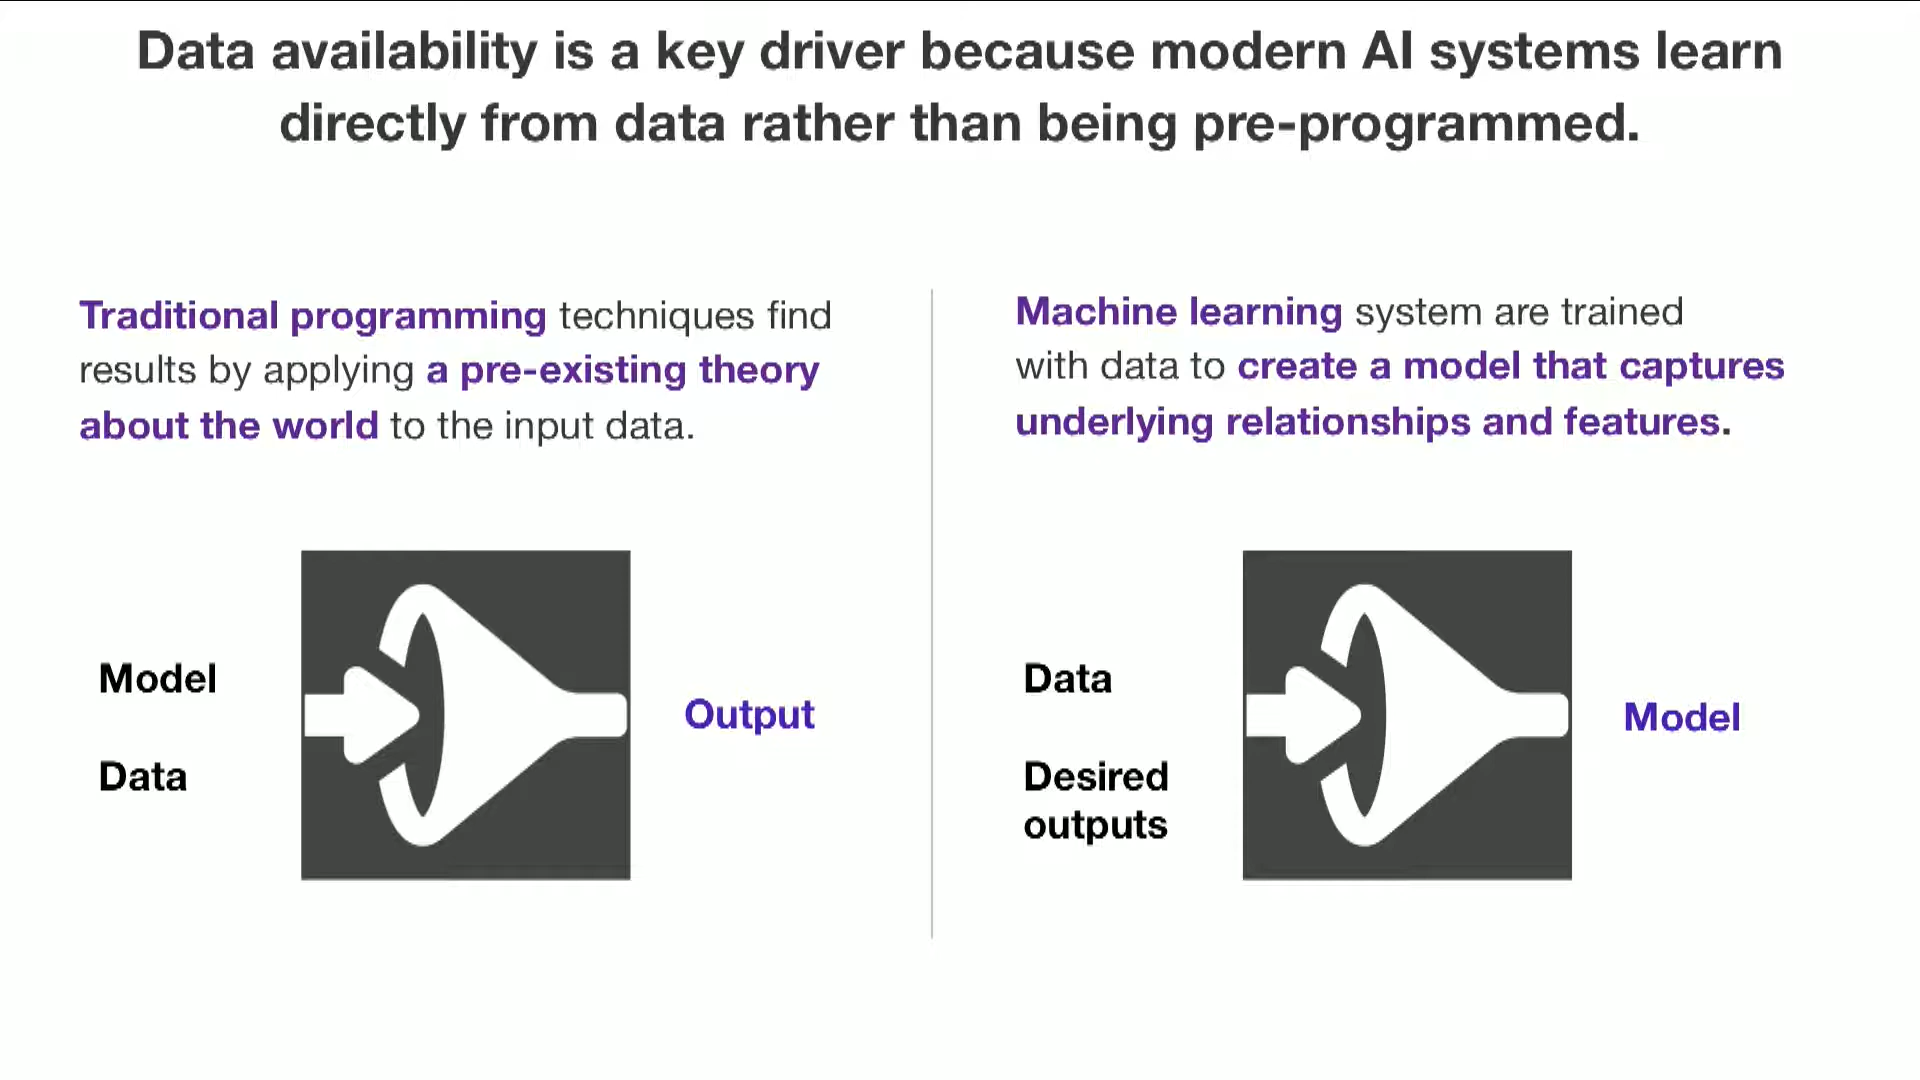 Data availability is a key driver because modern AI systems learn
directly from data rather than being pre-programmed.
Traditional programming techniques find
results by applying a pre-existing theory
about the world to the input data.
Model
Data
Output
Machine learning system are trained
with data to create a model that captures
underlying relationships and features.
Data
Desired
outputs
Model